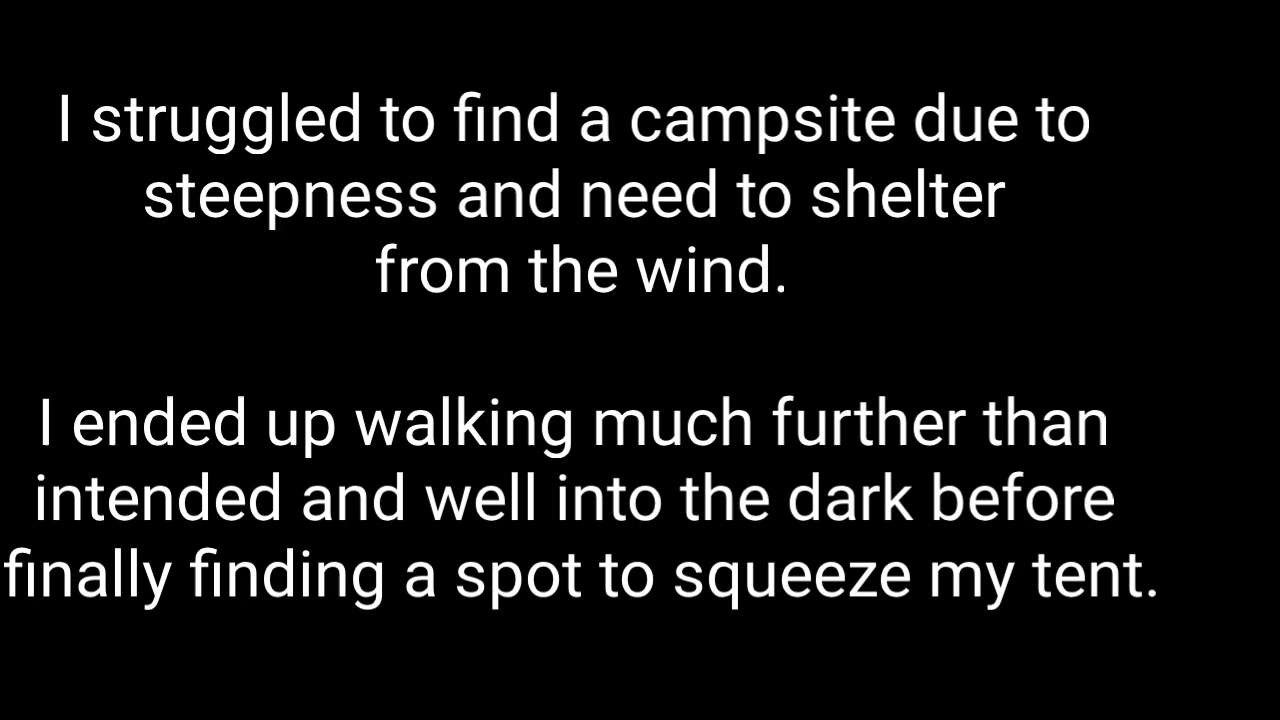 I struggled to find a campsite due to
steepness and need to shelter
from the wind.
I ended up walking much further than
intended and well into the dark before
finally finding a spot to squeeze my tent.